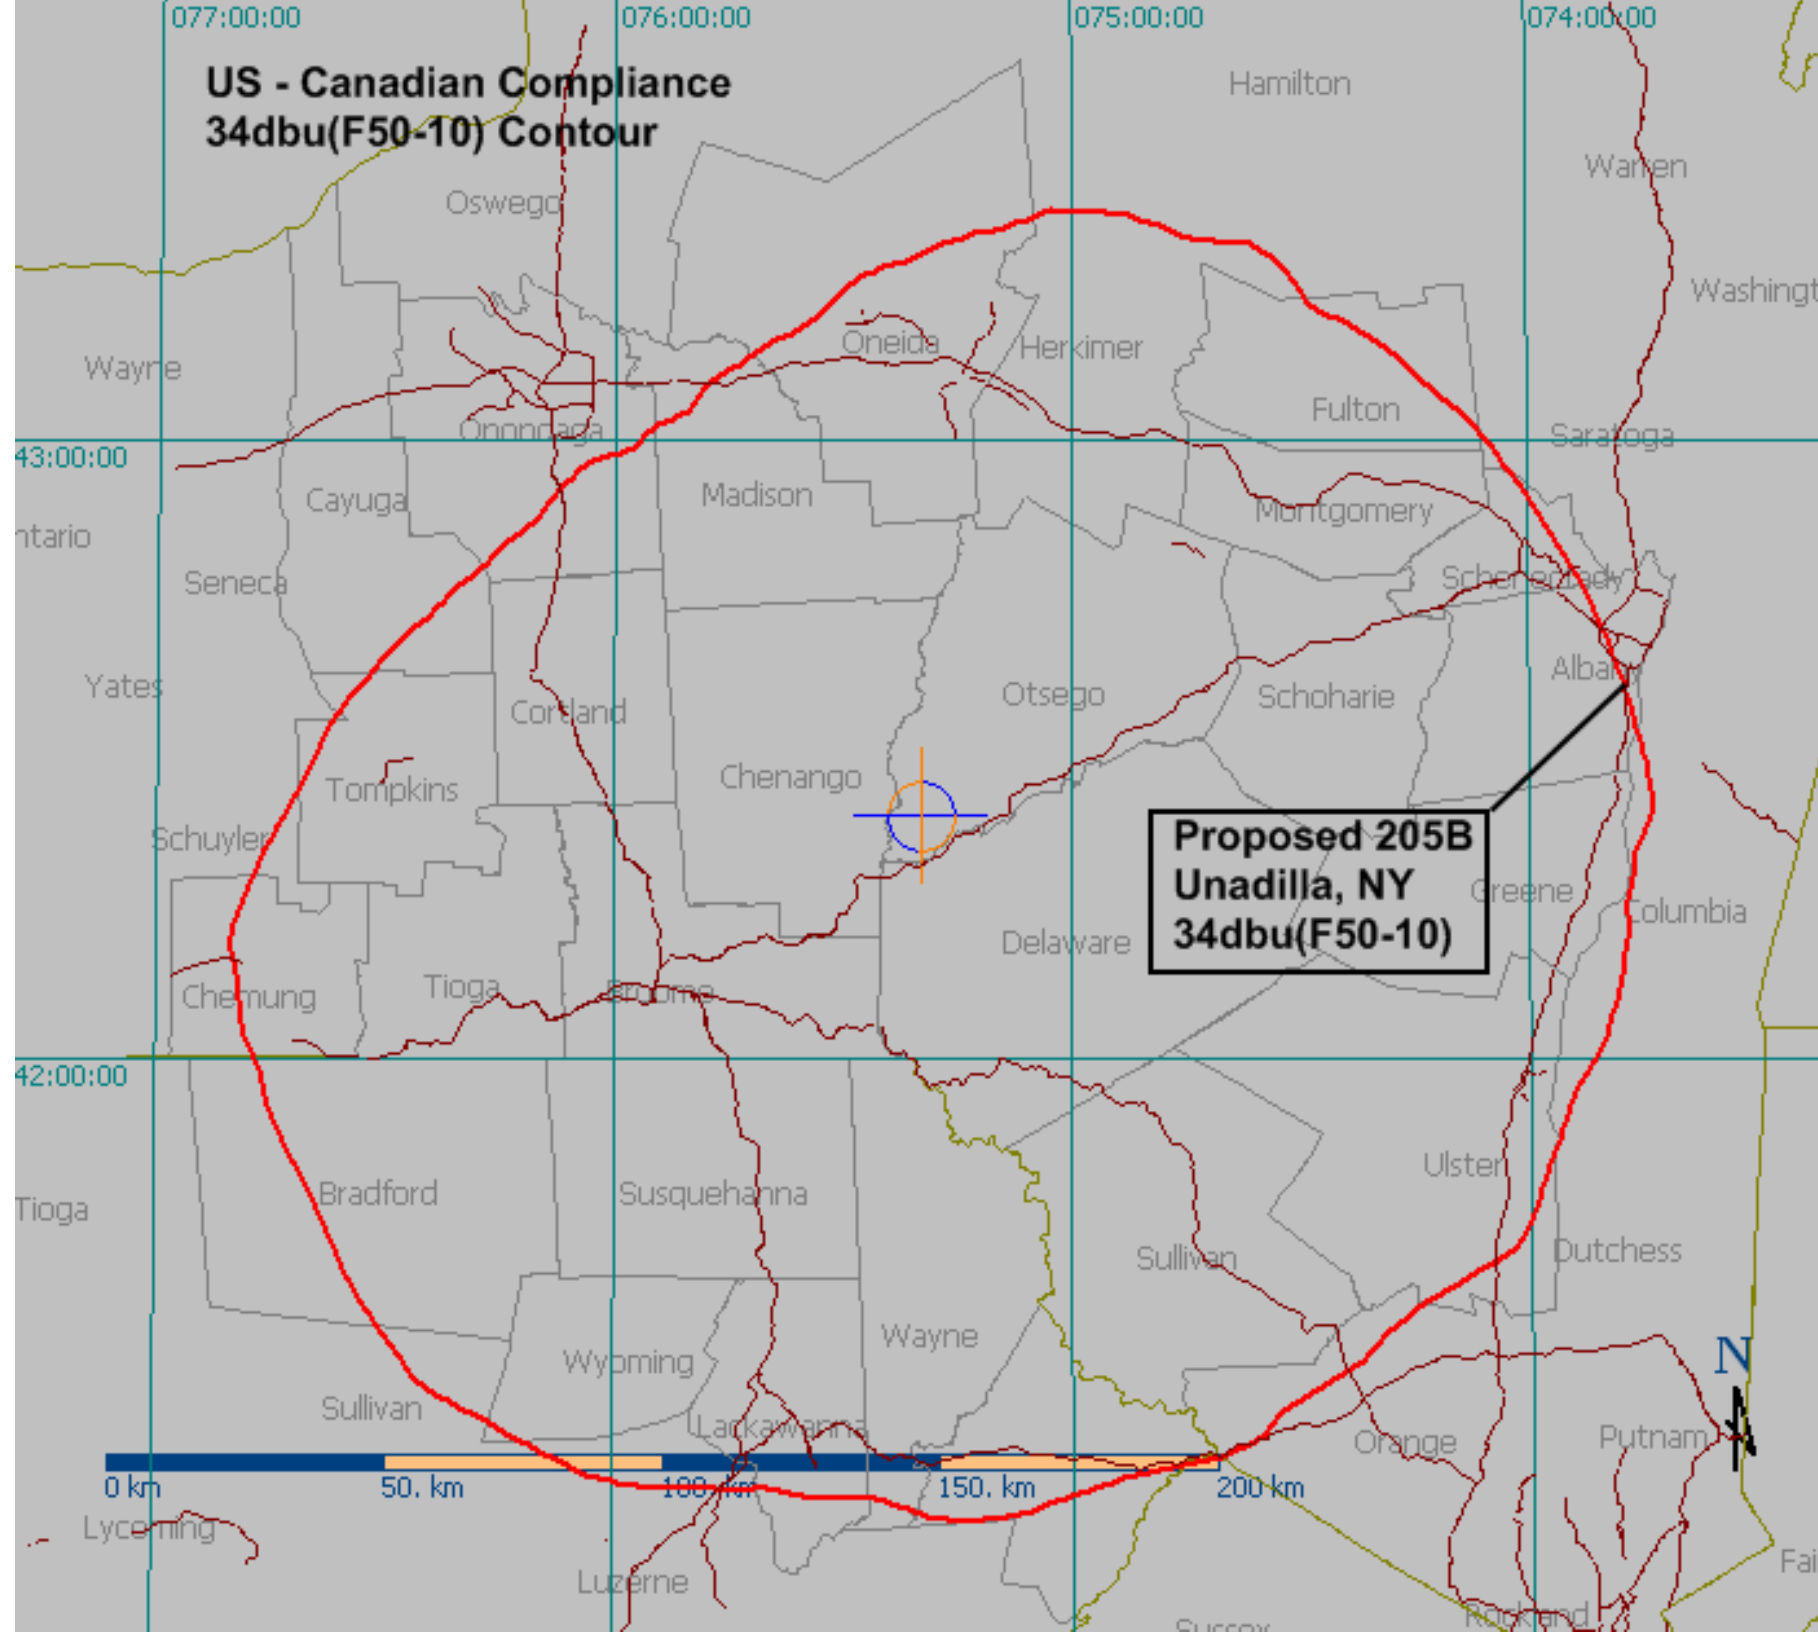 077:00:00 076:00:00 075:00:00 074:00:00
US - Canadian Compliance
34dbu(F50-10) Contour
Hamilton
Warren
Oswego
Washingt
Wayne
Oneida
Herkimer
Fulton
Onondaga
Saratoga
43:00:00
Cayuga
Madison
Montgomery
ntario
Seneca
Schenectady
Yates
Cortland
Otsego
Schoharie
Albany
Tompkins
Chenango
Schuyler
Proposed 205B
Unadilla, NY
34dbu(F50-10)
Greene
Columbia
Delaware
Chemung
Tioga
Broome
42:00:00
Tioga
Bradford
Susquehanna
Ulster
Sullivan
Dutchess
Wayne
Wyoming
N
Sullivan
Lackawanna
Orange
Putnam
0 km 50. km 100. km 150. km 200 km
Lycoming
Luzerne
Fai
Rockland
Sussex